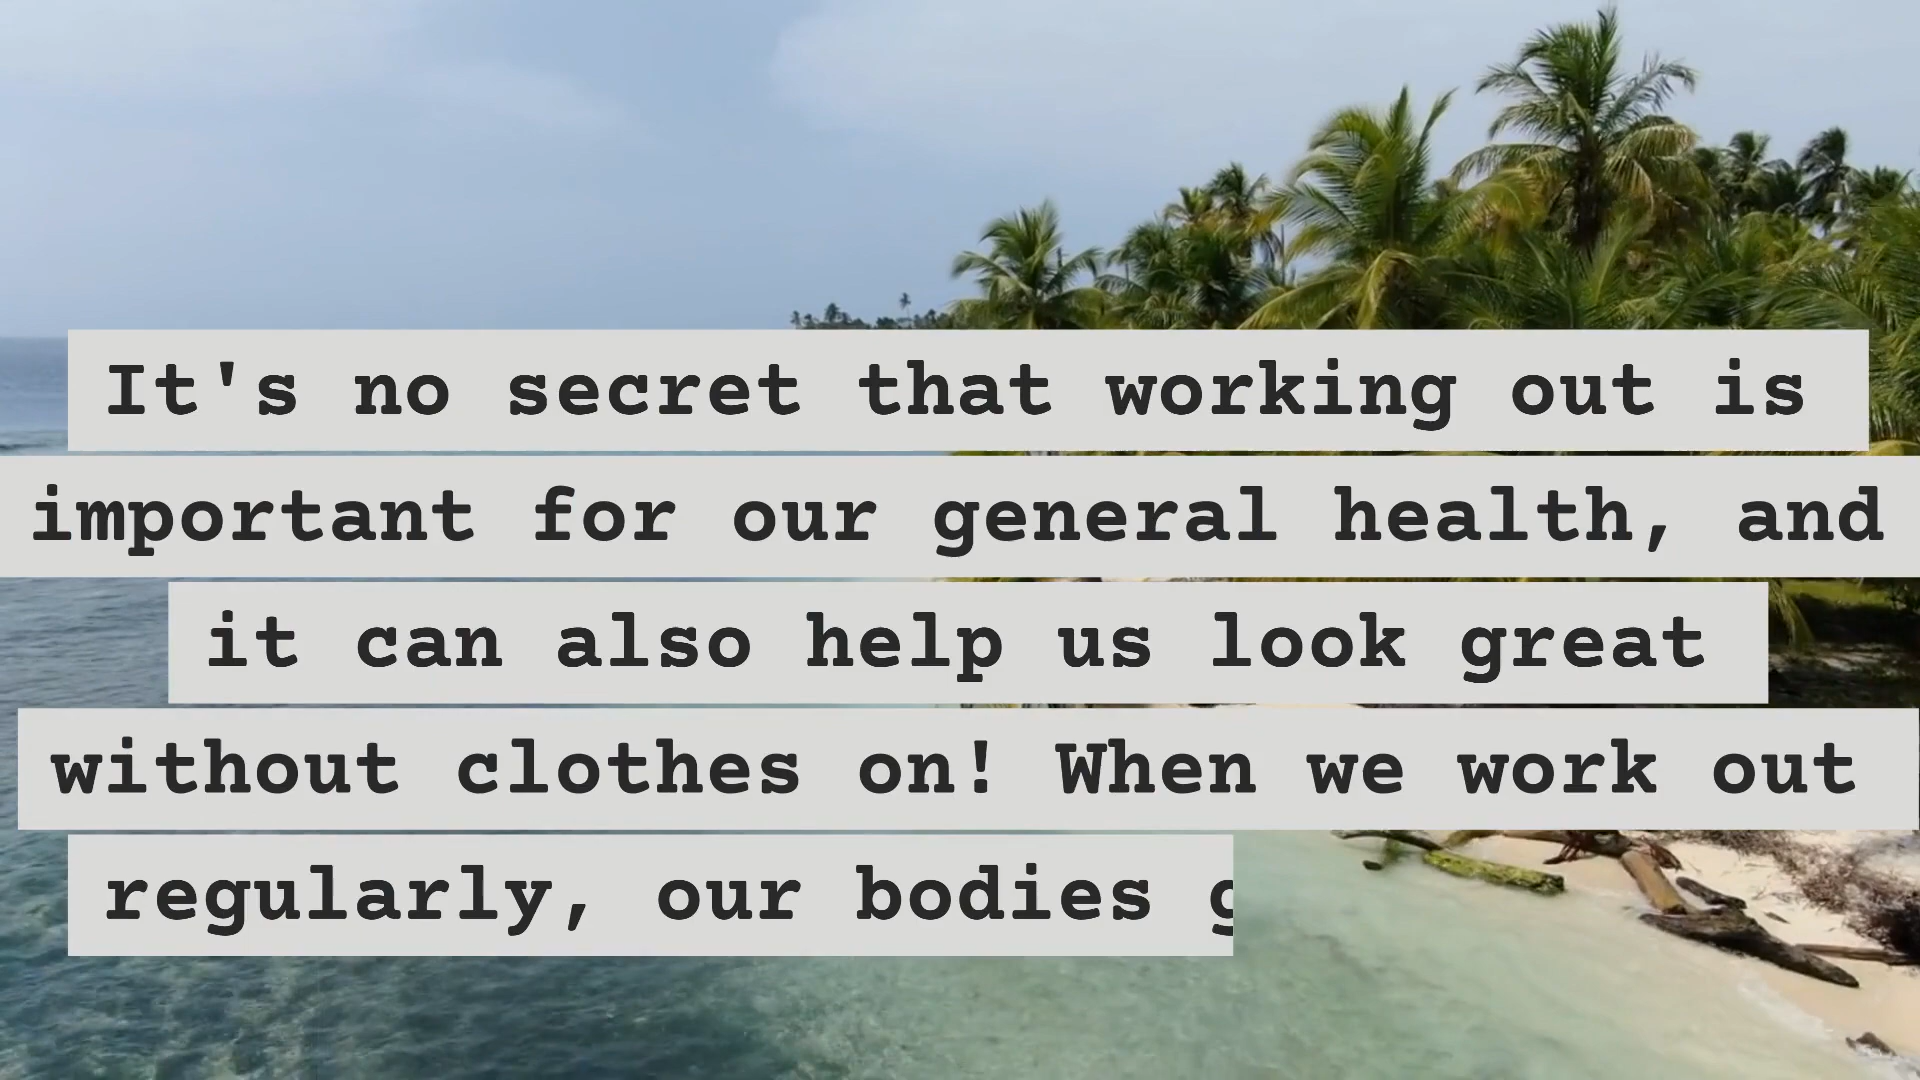 It's no secret that working out is
important for our general health, and
it can also help us look great
without clothes on! When we work out
regularly, our bodies